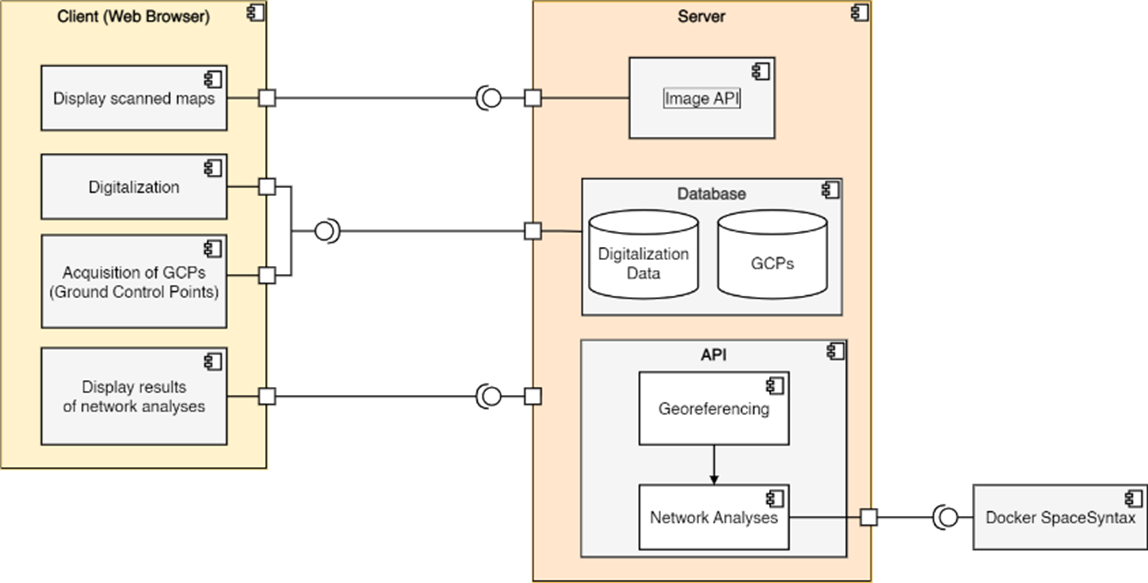 Client (Web Browser)
Display scanned maps
Digitalization
Acquisition of GCPs
(Ground Control Points)
Display results
of network analyses
Server
Image API
Database
Digitalization
Data
GCPs
API
Georeferencing
Network Analyses
Docker SpaceSyntax